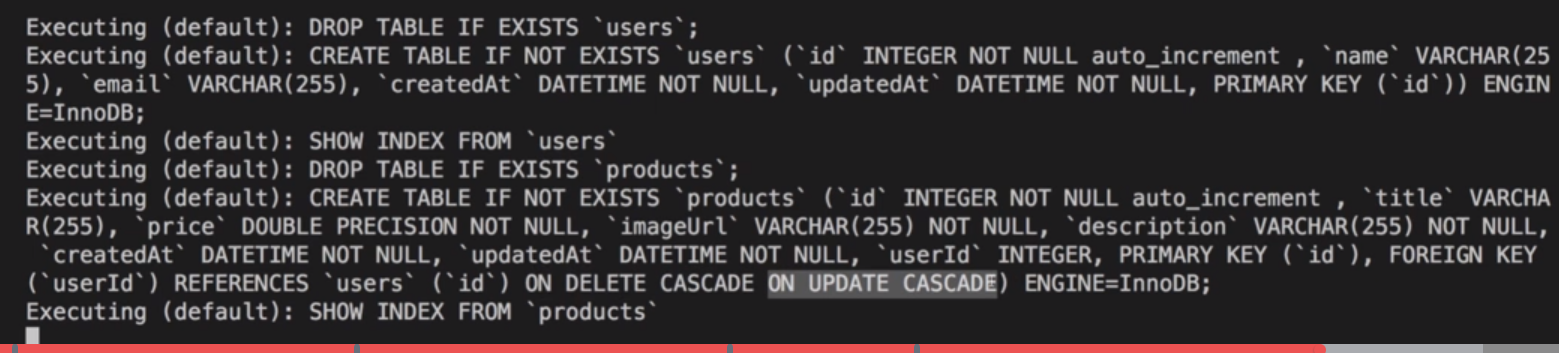 Executing (default): DROP TABLE IF EXISTS `users`;
Executing (default): CREATE TABLE IF NOT EXISTS `users` (`id` INTEGER NOT NULL auto_increment , `name` VARCHAR(25
5), `email` VARCHAR(255), `createdAt` DATETIME NOT NULL, `updatedAt` DATETIME NOT NULL, PRIMARY KEY (`id`)) ENGIN
E=InnoDB;
Executing (default): SHOW INDEX FROM `users`
Executing (default): DROP TABLE IF EXISTS `products`;
Executing (default): CREATE TABLE IF NOT EXISTS `products` (`id` INTEGER NOT NULL auto_increment , `title` VARCHA
R(255), `price` DOUBLE PRECISION NOT NULL, `imageUrl` VARCHAR(255) NOT NULL, `description` VARCHAR(255) NOT NULL,
 `createdAt` DATETIME NOT NULL, `updatedAt` DATETIME NOT NULL, `userId` INTEGER, PRIMARY KEY (`id`), FOREIGN KEY
(`userId`) REFERENCES `users` (`id`) ON DELETE CASCADE ON UPDATE CASCADE) ENGINE=InnoDB;
Executing (default): SHOW INDEX FROM `products`